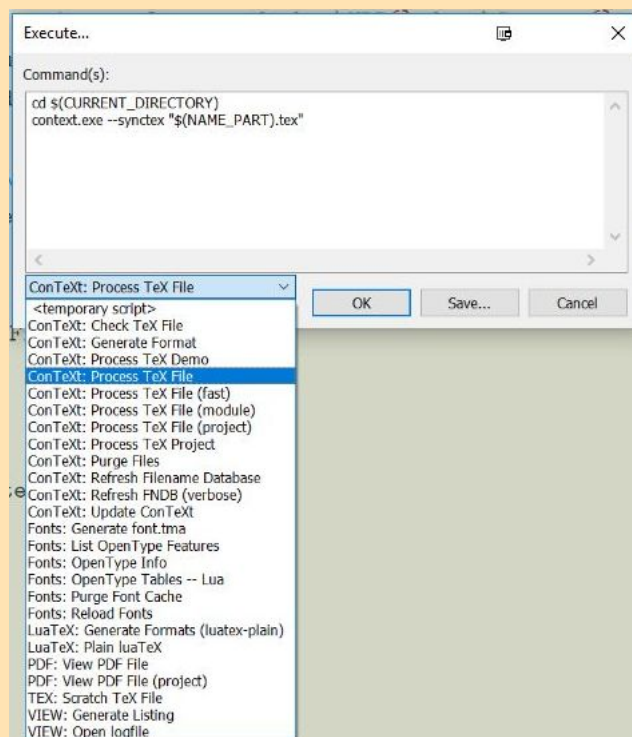 Execute...
Command(s):
cd $(CURRENT_DIRECTORY)
context.exe --synctex "$(NAME_PART).tex"
ConTeXt: Process TeX File
OK
Save...
Cancel
<temporary script>
ConTeXt: Check TeX File
ConTeXt: Generate Format
ConTeXt: Process TeX Demo
ConTeXt: Process TeX File
ConTeXt: Process TeX File (fast)
ConTeXt: Process TeX File (module)
ConTeXt: Process TeX File (project)
ConTeXt: Process TeX Project
ConTeXt: Purge Files
ConTeXt: Refresh Filename Database
ConTeXt: Refresh FNDB (verbose)
ConTeXt: Update ConTeXt
Fonts: Generate font.tma
Fonts: List OpenType Features
Fonts: OpenType Info
Fonts: OpenType Tables -- Lua
Fonts: Purge Font Cache
Fonts: Reload Fonts
LuaTeX: Generate Formats (luatex-plain)
LuaTeX: Plain luaTeX
PDF: View PDF File
PDF: View PDF File (project)
TEX: Scratch TeX File
VIEW: Generate Listing
VIEW: Open logfile